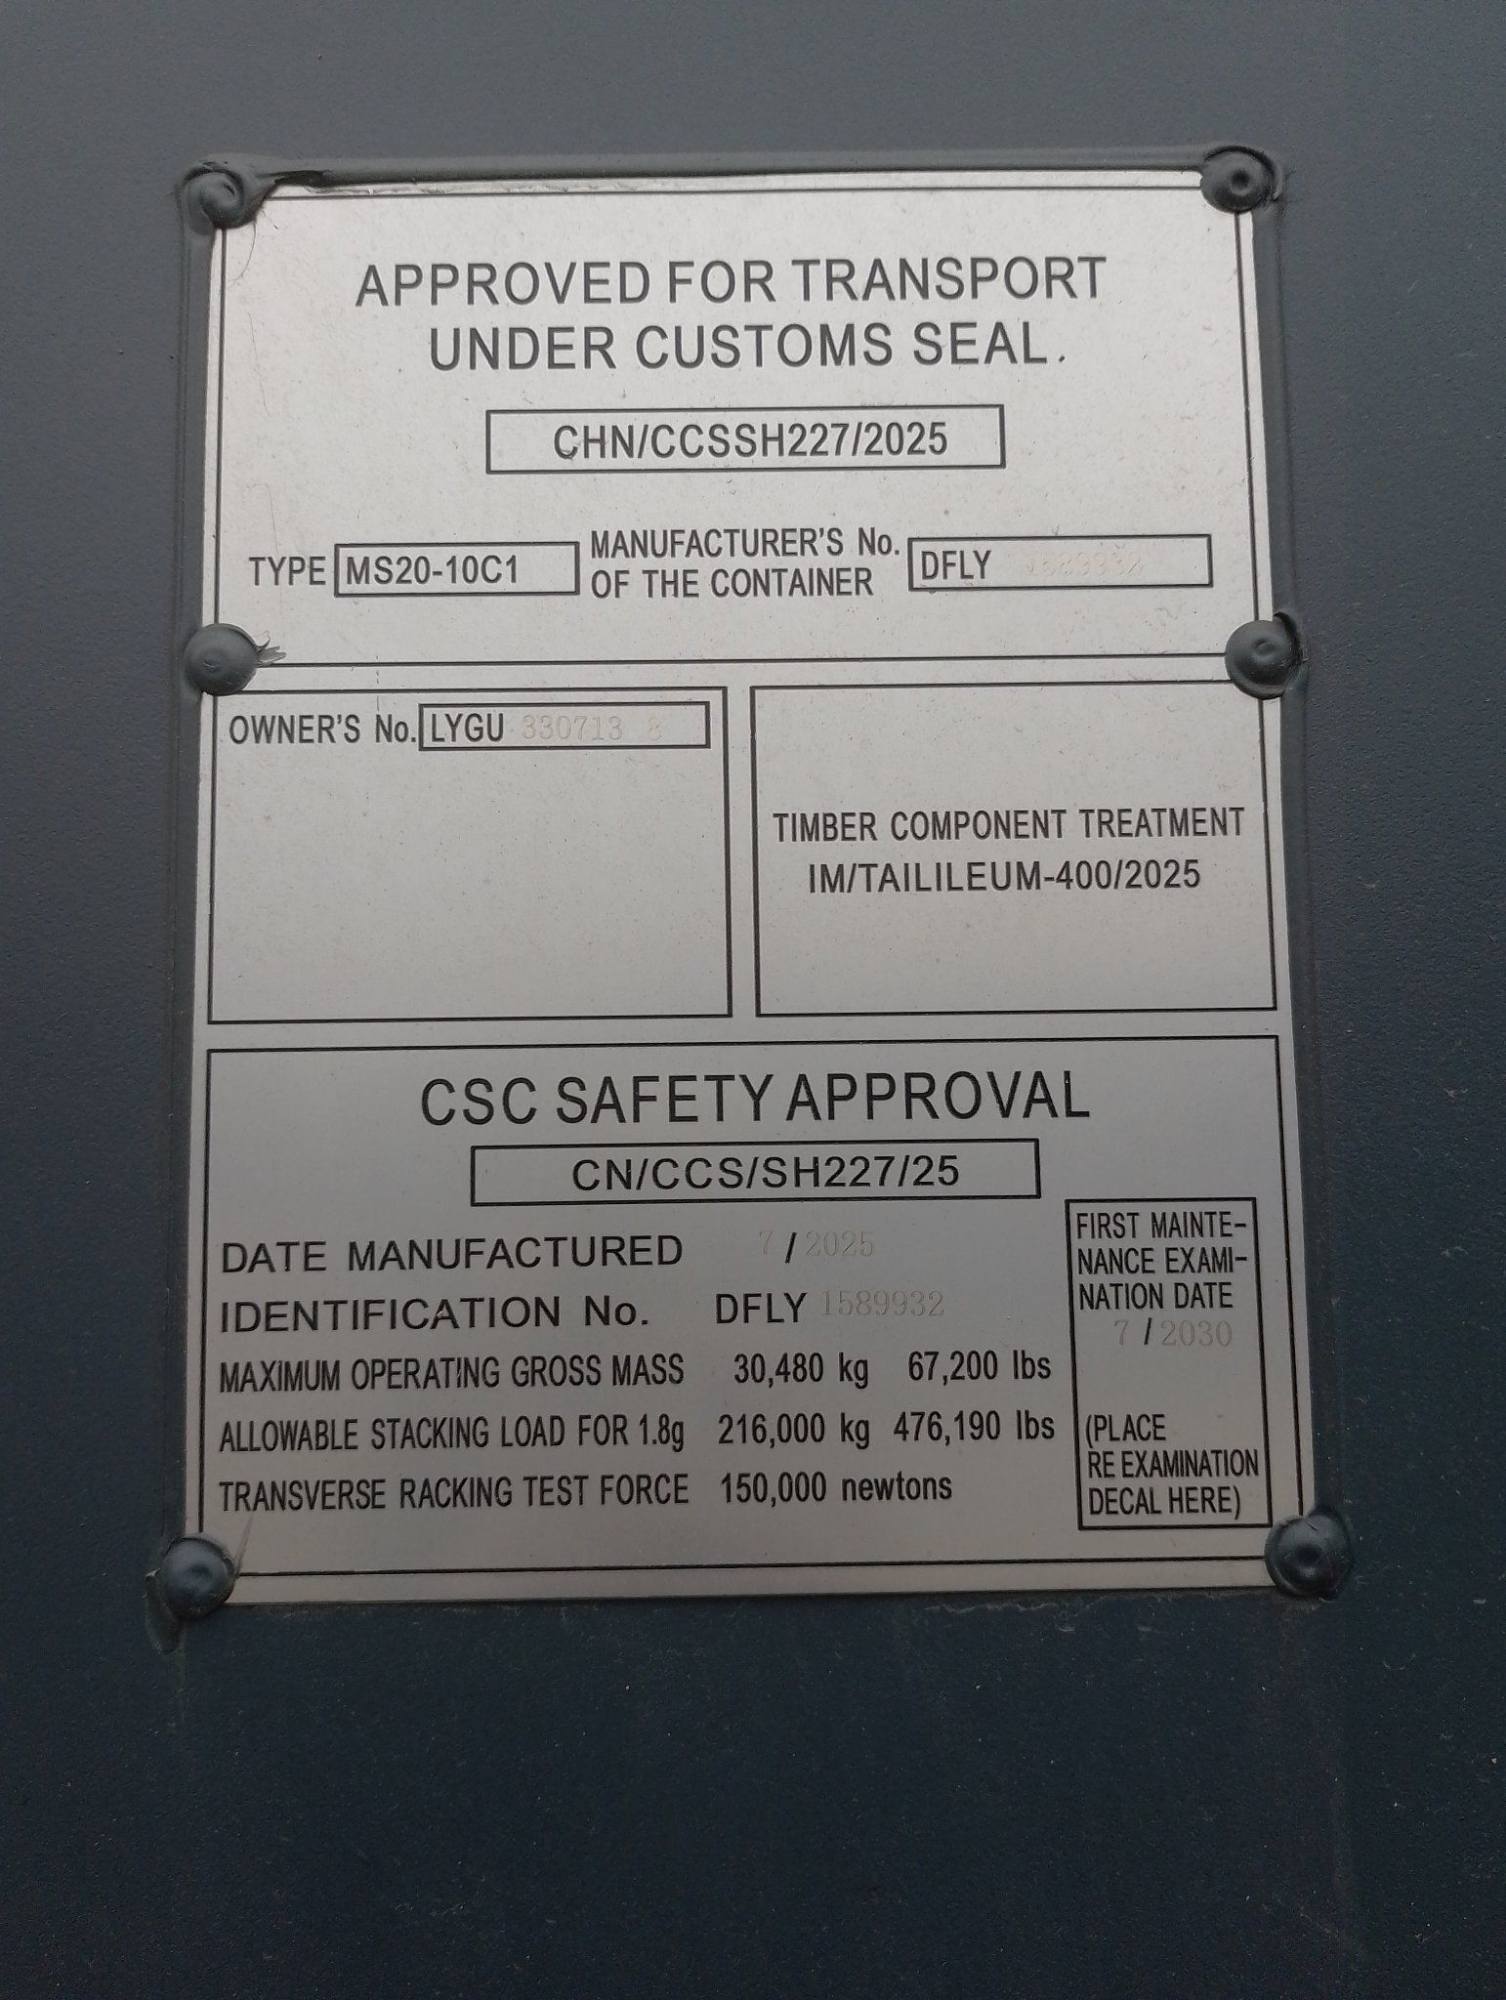 APPROVED FOR TRANSPORT
UNDER CUSTOMS SEAL.
CHN/CCSSH227/2025
TYPE MS20-10C1
MANUFACTURER'S No.
OF THE CONTAINER
DFLY 1589932
OWNER'S No. LYGU 330713 8
TIMBER COMPONENT TREATMENT
IM/TAILILEUM-400/2025
CSC SAFETY APPROVAL
CN/CCS/SH227/25
DATE MANUFACTURED 7 / 2025
IDENTIFICATION No. DFLY 1589932
MAXIMUM OPERATING GROSS MASS 30,480 kg 67,200 lbs
ALLOWABLE STACKING LOAD FOR 1.8g 216,000 kg 476,190 lbs
TRANSVERSE RACKING TEST FORCE 150,000 newtons
FIRST MAINTE-
NANCE EXAMI-
NATION DATE
7 / 2030
(PLACE
RE EXAMINATION
DECAL HERE)